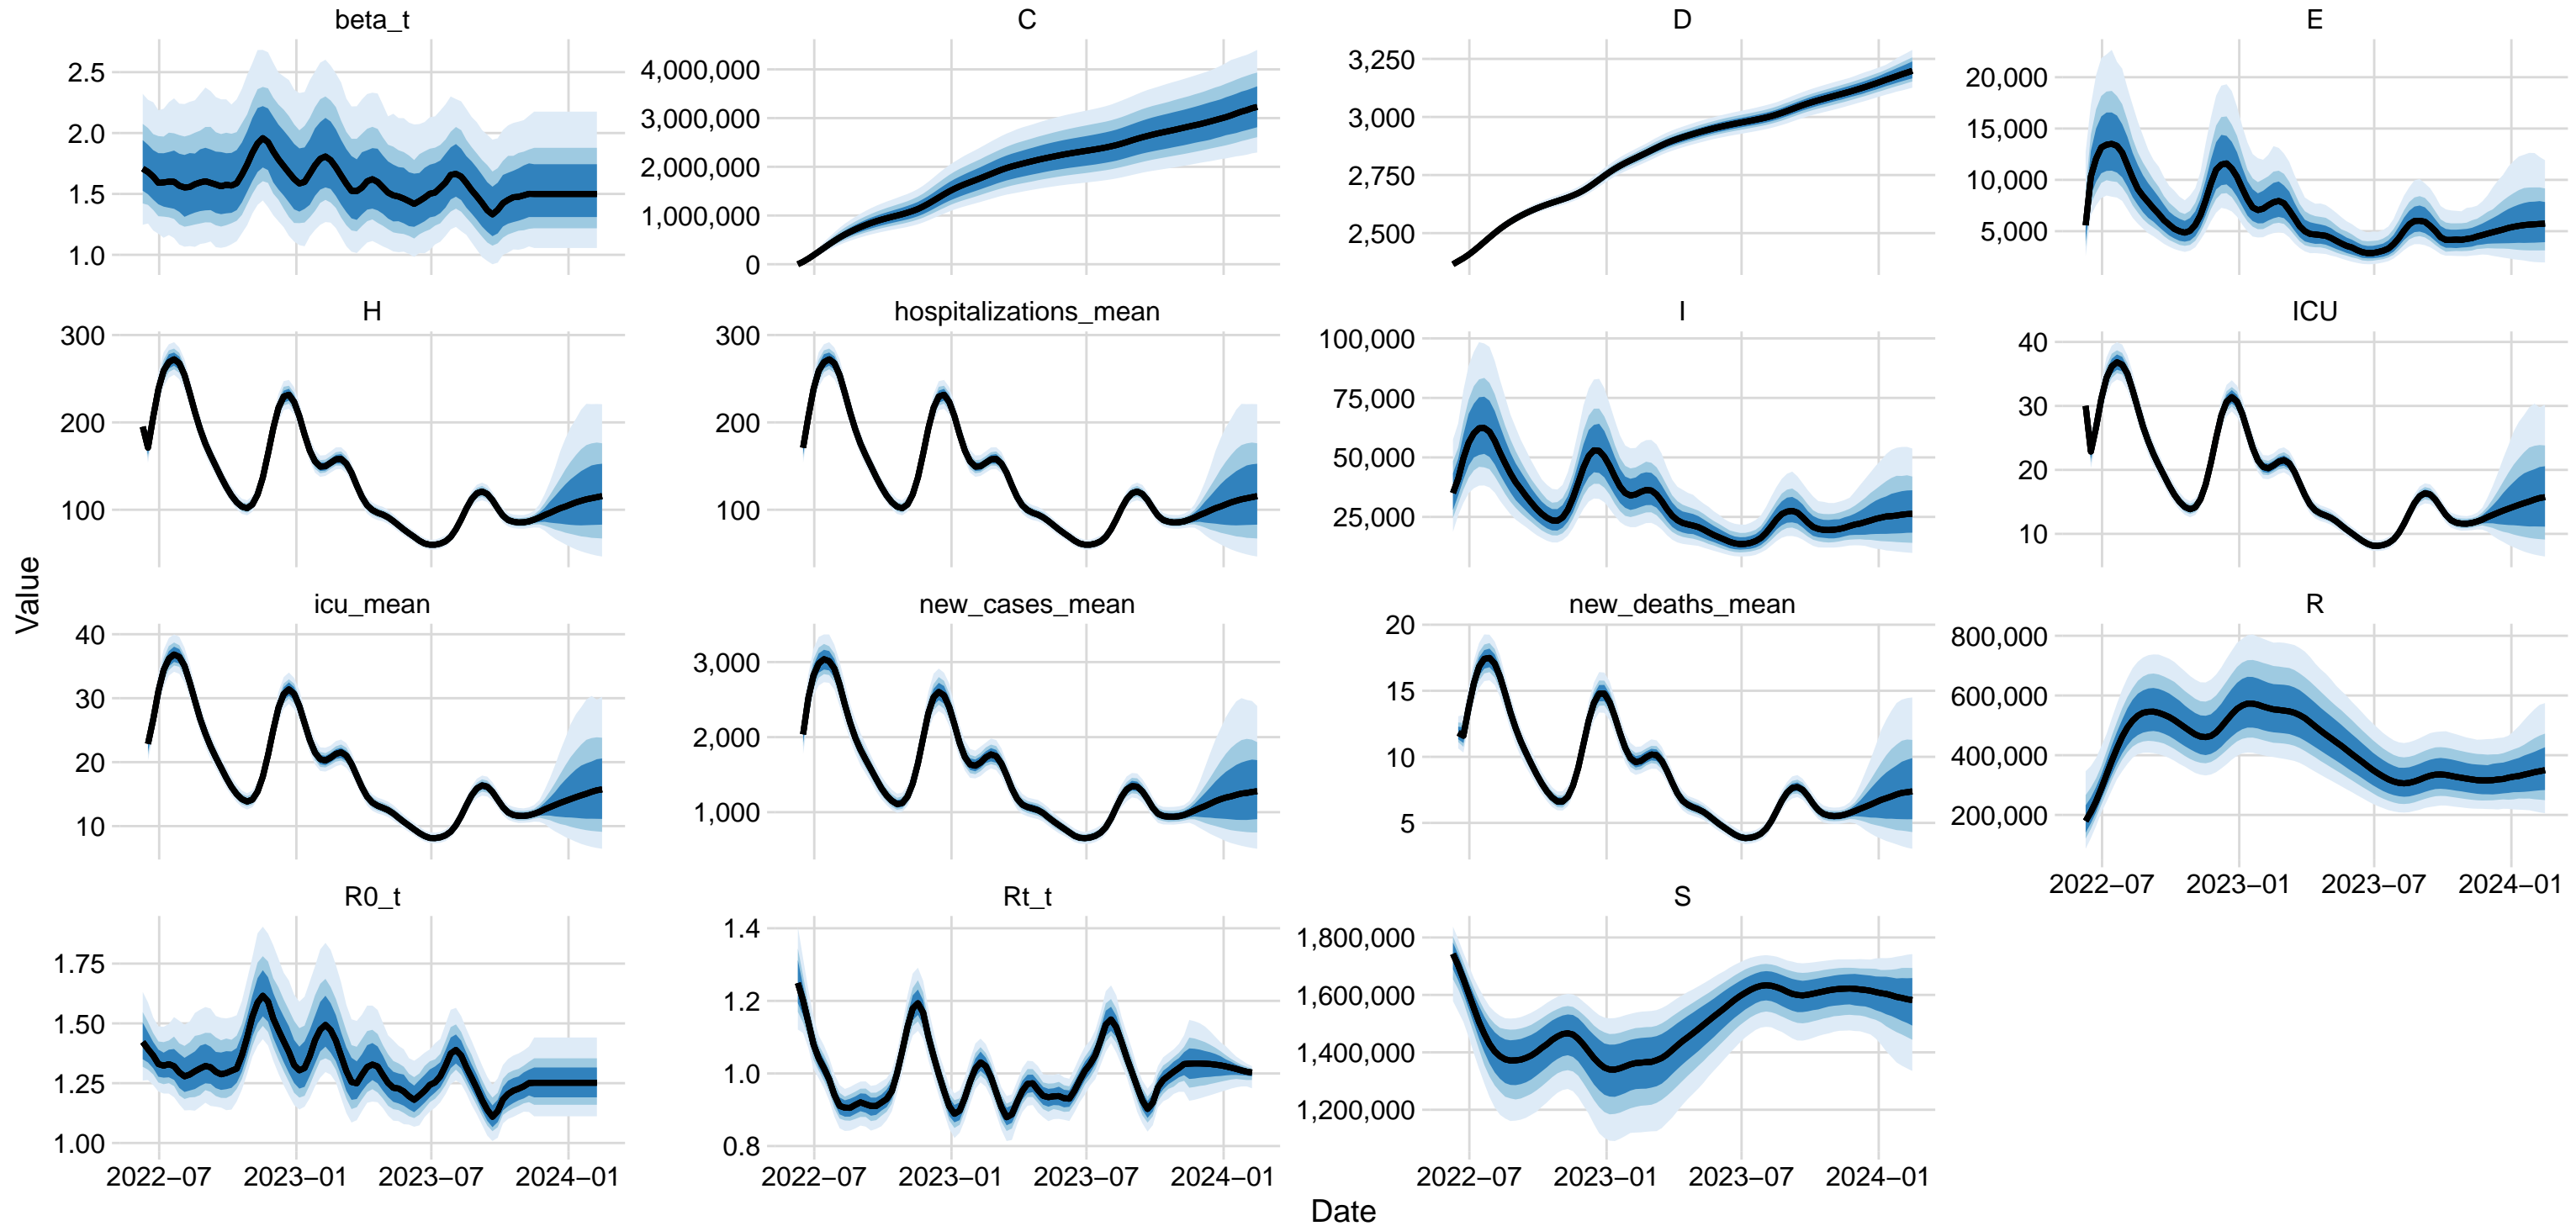 beta_t
C
D
E
2.5
2.0
1.5
1.0
4,000,000
3,000,000
2,000,000
1,000,000
0
3,250
3,000
2,750
2,500
20,000
15,000
10,000
5,000
H
hospitalizations_mean
I
ICU
300
200
100
300
200
100
100,000
75,000
50,000
25,000
40
30
20
10
icu_mean
new_cases_mean
new_deaths_mean
R
40
30
20
10
3,000
2,000
1,000
20
15
10
5
800,000
600,000
400,000
200,000
2022−07 2023−01 2023−07 2024−01
R0_t
Rt_t
S
1.75
1.50
1.25
1.00
1.4
1.2
1.0
0.8
1,800,000
1,600,000
1,400,000
1,200,000
2022−07 2023−01 2023−07 2024−01
2022−07 2023−01 2023−07 2024−01
2022−07 2023−01 2023−07 2024−01
Value
Date